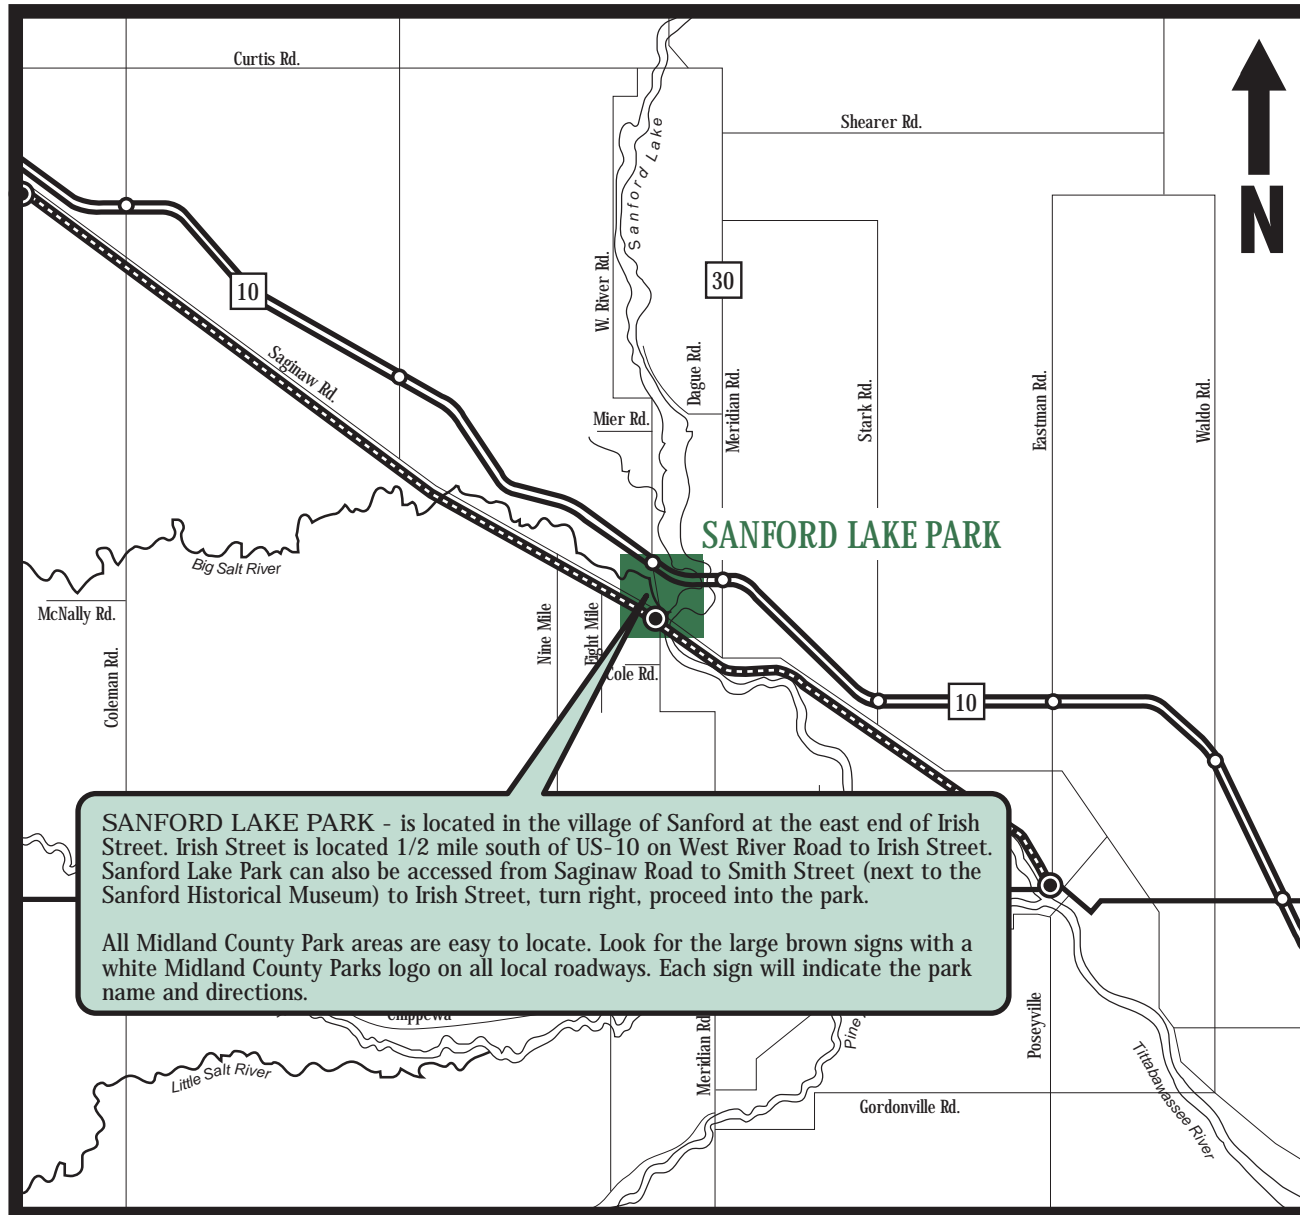 Curtis Rd.
Shearer Rd.
Sanford Lake
N
10
30
W. River Rd.
Saginaw Rd.
Dague Rd.
Meridian Rd.
Stark Rd.
Eastman Rd.
Waldo Rd.
Mier Rd.
SANFORD LAKE PARK
Big Salt River
McNally Rd.
Coleman Rd.
Nine Mile
Eight Mile
Cole Rd.
10
SANFORD LAKE PARK - is located in the village of Sanford at the east end of Irish
Street. Irish Street is located 1/2 mile south of US-10 on West River Road to Irish Street.
Sanford Lake Park can also be accessed from Saginaw Road to Smith Street (next to the
Sanford Historical Museum) to Irish Street, turn right, proceed into the park.
All Midland County Park areas are easy to locate. Look for the large brown signs with a
white Midland County Parks logo on all local roadways. Each sign will indicate the park
name and directions.
Chippewa
Meridian Rd
Pine
Poseyville
Little Salt River
Tittabawassee River
Gordonville Rd.